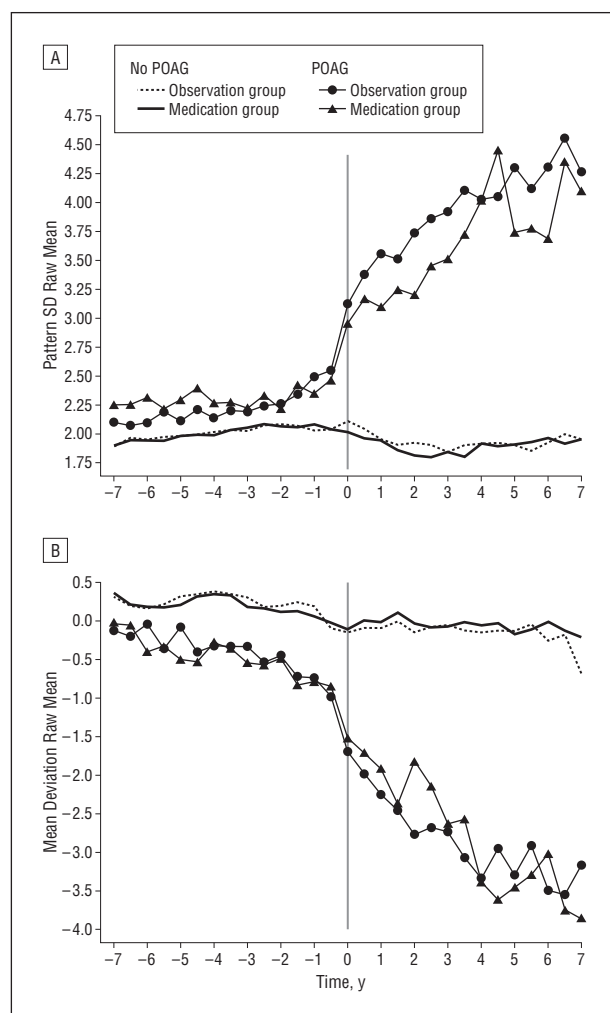 A
No POAG POAG
Observation group Observation group
Medication group Medication group
4.75
4.50
4.25
4.00
3.75
3.50
3.25
3.00
2.75
2.50
2.25
2.00
1.75
Pattern SD Raw Mean
–7 –6 –5 –4 –3 –2 –1 0 1 2 3 4 5 6 7
B
0.5
0.0
–0.5
–1.0
–1.5
–2.0
–2.5
–3.0
–3.5
–4.0
Mean Deviation Raw Mean
–7 –6 –5 –4 –3 –2 –1 0 1 2 3 4 5 6 7
Time, y